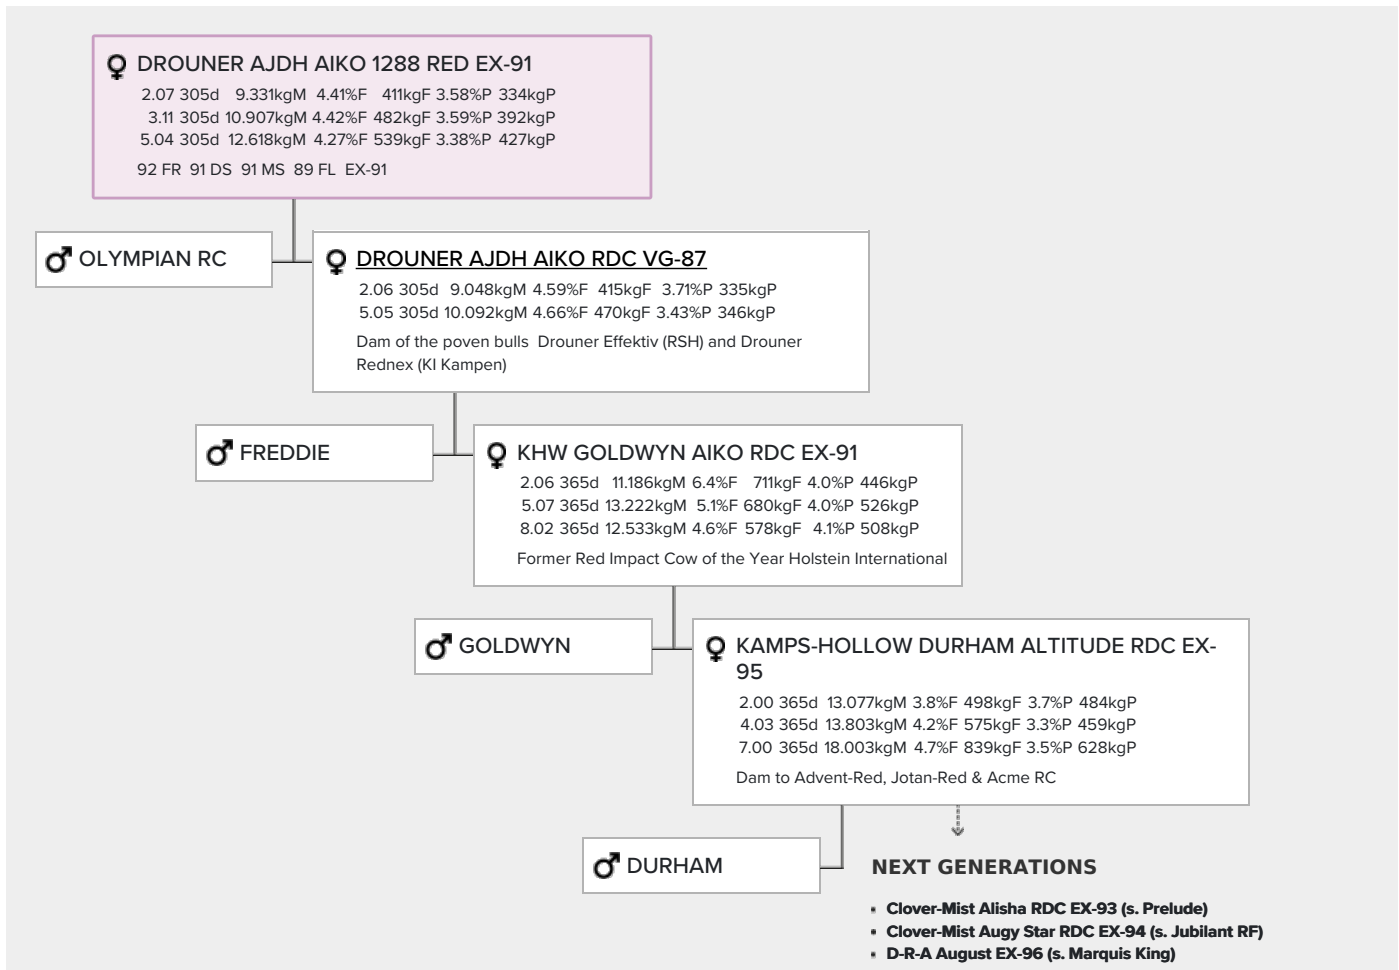 DROUNER AJDH AIKO 1288 RED EX-91
2.07 305d 9.331kgM 4.41%F 411kgF 3.58%P 334kgP
3.11 305d 10.907kgM 4.42%F 482kgF 3.59%P 392kgP
5.04 305d 12.618kgM 4.27%F 539kgF 3.38%P 427kgP
92 FR 91 DS 91 MS 89 FL EX-91
OLYMPIAN RC
DROUNER AJDH AIKO RDC VG-87
2.06 305d 9.048kgM 4.59%F 415kgF 3.71%P 335kgP
5.05 305d 10.092kgM 4.66%F 470kgF 3.43%P 346kgP
Dam of the poven bulls Drouner Effektiv (RSH) and Drouner
Rednex (KI Kampen)
FREDDIE
KHW GOLDWYN AIKO RDC EX-91
2.06 365d 11.186kgM 6.4%F 711kgF 4.0%P 446kgP
5.07 365d 13.222kgM 5.1%F 680kgF 4.0%P 526kgP
8.02 365d 12.533kgM 4.6%F 578kgF 4.1%P 508kgP
Former Red Impact Cow of the Year Holstein International
GOLDWYN
KAMPS-HOLLOW DURHAM ALTITUDE RDC EX-
95
2.00 365d 13.077kgM 3.8%F 498kgF 3.7%P 484kgP
4.03 365d 13.803kgM 4.2%F 575kgF 3.3%P 459kgP
7.00 365d 18.003kgM 4.7%F 839kgF 3.5%P 628kgP
Dam to Advent-Red, Jotan-Red & Acme RC
DURHAM
NEXT GENERATIONS
▪ Clover-Mist Alisha RDC EX-93 (s. Prelude)
▪ Clover-Mist Augy Star RDC EX-94 (s. Jubilant RF)
▪ D-R-A August EX-96 (s. Marquis King)